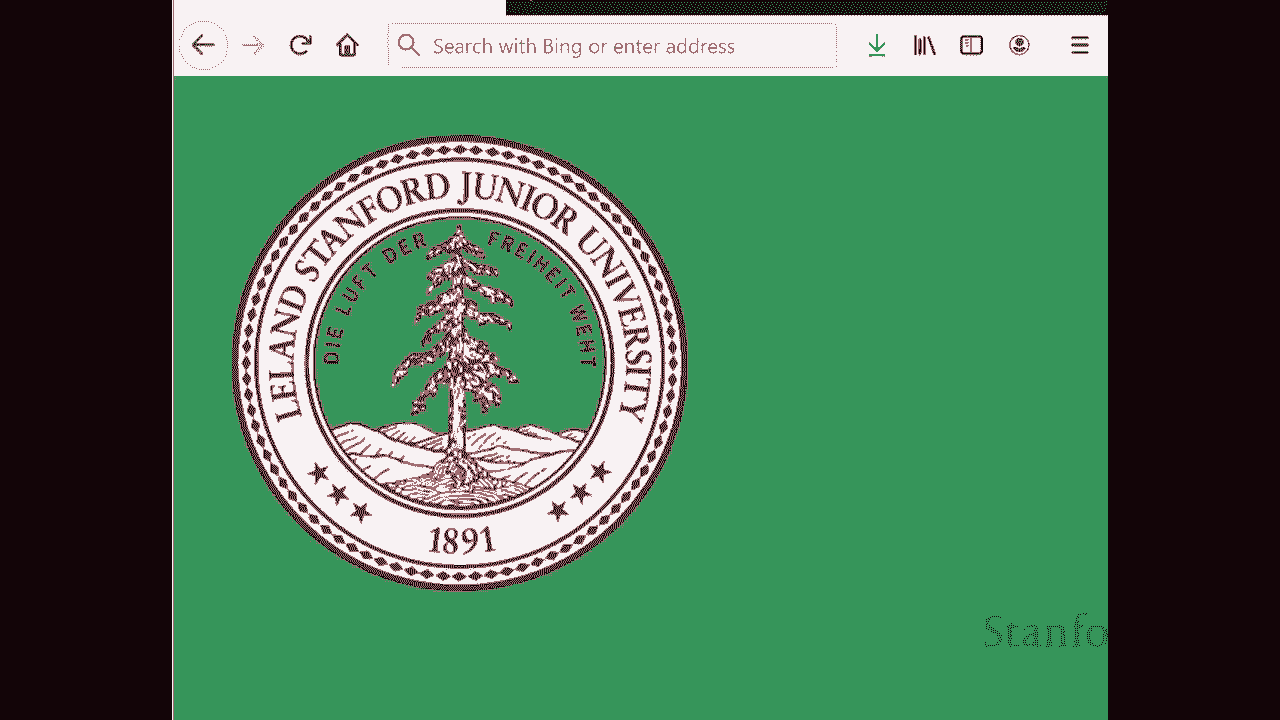 Search with Bing or enter address
LELAND STANFORD JUNIOR UNIVERSITY
DIE LUFT DER FREIHEIT WEHT
1891
Stanfo